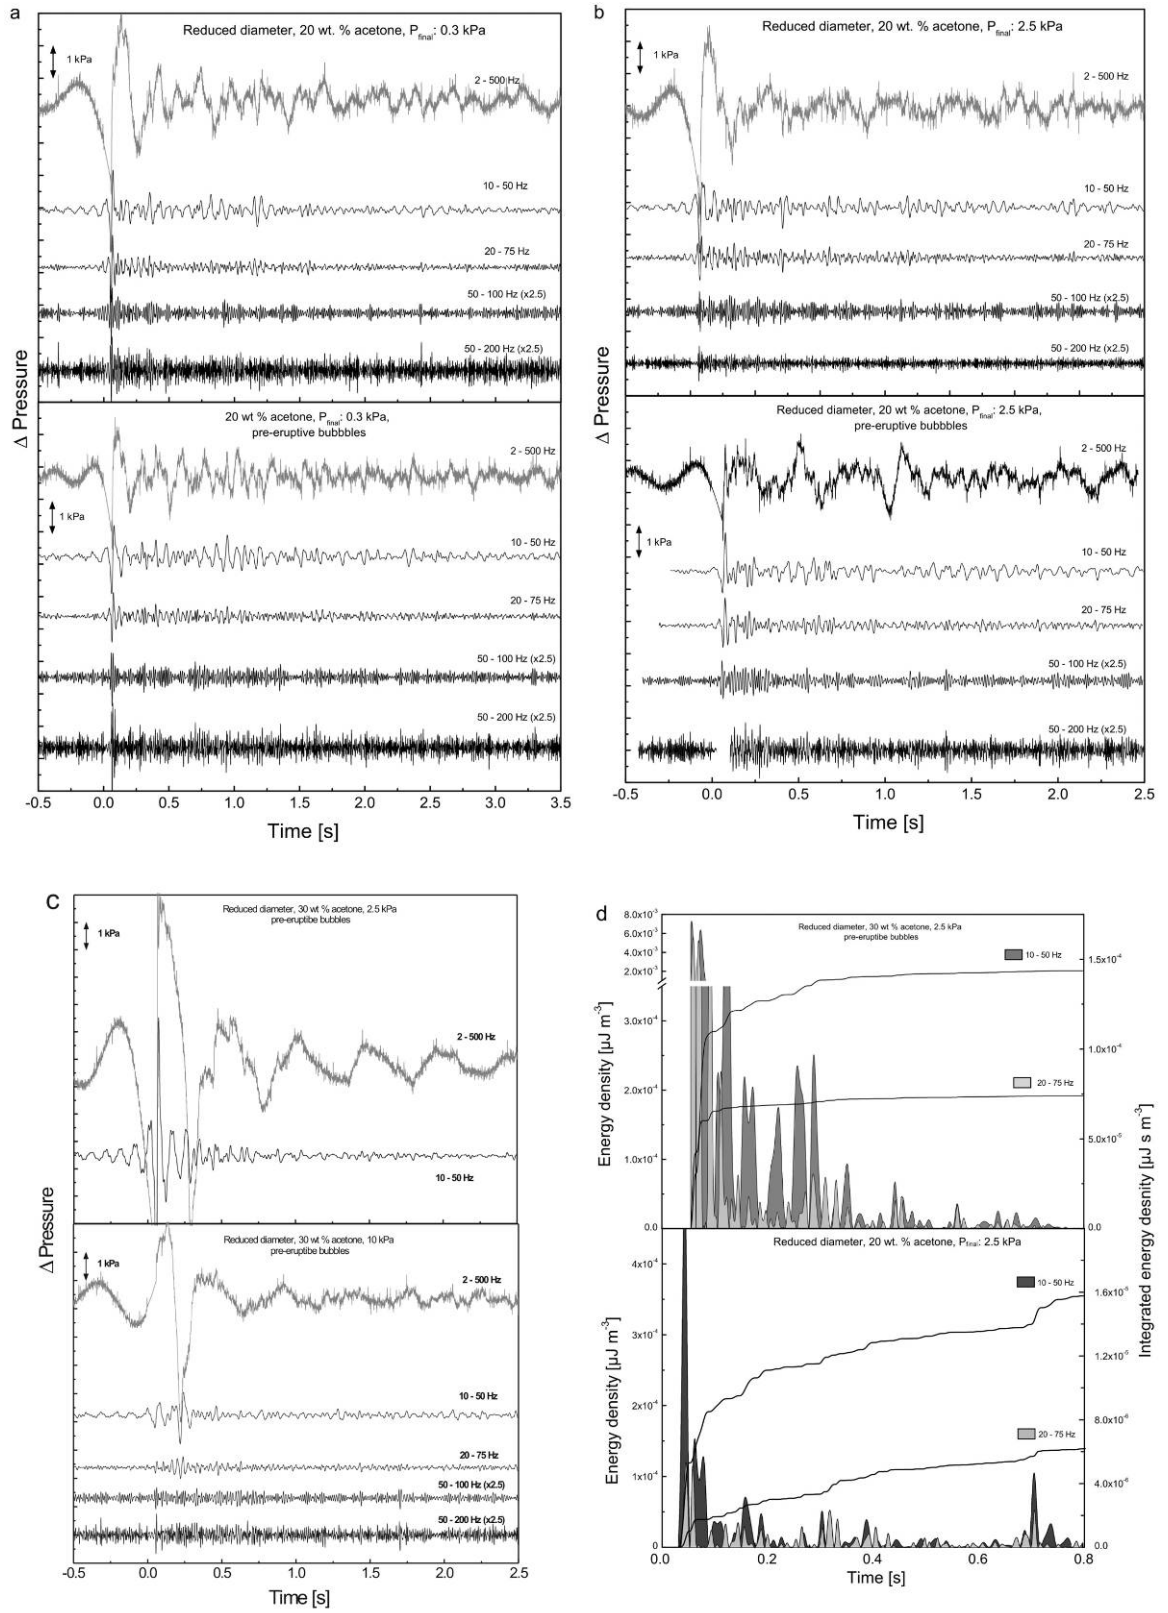 a
Reduced diameter, 20 wt. % acetone, Pfinal: 0.3 kPa
1 kPa
2 - 500 Hz
10 - 50 Hz
20 - 75 Hz
50 - 100 Hz (x2.5)
50 - 200 Hz (x2.5)
Δ Pressure
20 wt % acetone, Pfinal: 0.3 kPa,
pre-eruptive bubbbles
2 - 500 Hz
1 kPa
10 - 50 Hz
20 - 75 Hz
50 - 100 Hz (x2.5)
50 - 200 Hz (x2.5)
-0.5 0.0 0.5 1.0 1.5 2.0 2.5 3.0 3.5
Time [s]
b
Reduced diameter, 20 wt. % acetone, Pfinal: 2.5 kPa
1 kPa
2 - 500 Hz
10 - 50 Hz
20 - 75 Hz
50 - 100 Hz (x2.5)
50 - 200 Hz (x2.5)
Δ Pressure
Reduced diameter, 20 wt. % acetone, Pfinal: 2.5 kPa,
pre-eruptive bubbles
2 - 500 Hz
1 kPa
10 - 50 Hz
20 - 75 Hz
50 - 100 Hz (x2.5)
50 - 200 Hz (x2.5)
-0.5 0.0 0.5 1.0 1.5 2.0 2.5
Time [s]
c
Reduced diameter, 30 wt % acetone, 2.5 kPa
pre-eruptibe bubbles
1 kPa
2 - 500 Hz
10 - 50 Hz
Δ Pressure
Reduced diameter, 30 wt % acetone, 10 kPa
pre-eruptibe bubbles
1 kPa
2 - 500 Hz
10 - 50 Hz
20 - 75 Hz
50 - 100 Hz (x2.5)
50 - 200 Hz (x2.5)
-0.5 0.0 0.5 1.0 1.5 2.0 2.5
Time [s]
d
Reduced diameter, 30 wt % acetone, 2.5 kPa
pre-eruptibe bubbles
8.0x10-3
6.0x10-3
4.0x10-3
2.0x10-3
3.0x10-4
2.0x10-4
1.0x10-4
0.0
Energy density [µJ m-3]
10 - 50 Hz
20 - 75 Hz
1.5x10-4
1.0x10-4
5.0x10-5
0.0
Integrated energy desnity [µJ s m-3]
Reduced diameter, 20 wt. % acetone, Pfinal: 2.5 kPa
4x10-4
3x10-4
2x10-4
1x10-4
0.0
Energy density [µJ m-3]
10 - 50 Hz
20 - 75 Hz
1.6x10-5
1.2x10-5
8.0x10-6
4.0x10-6
0.0
0.0 0.2 0.4 0.6 0.8
Time [s]